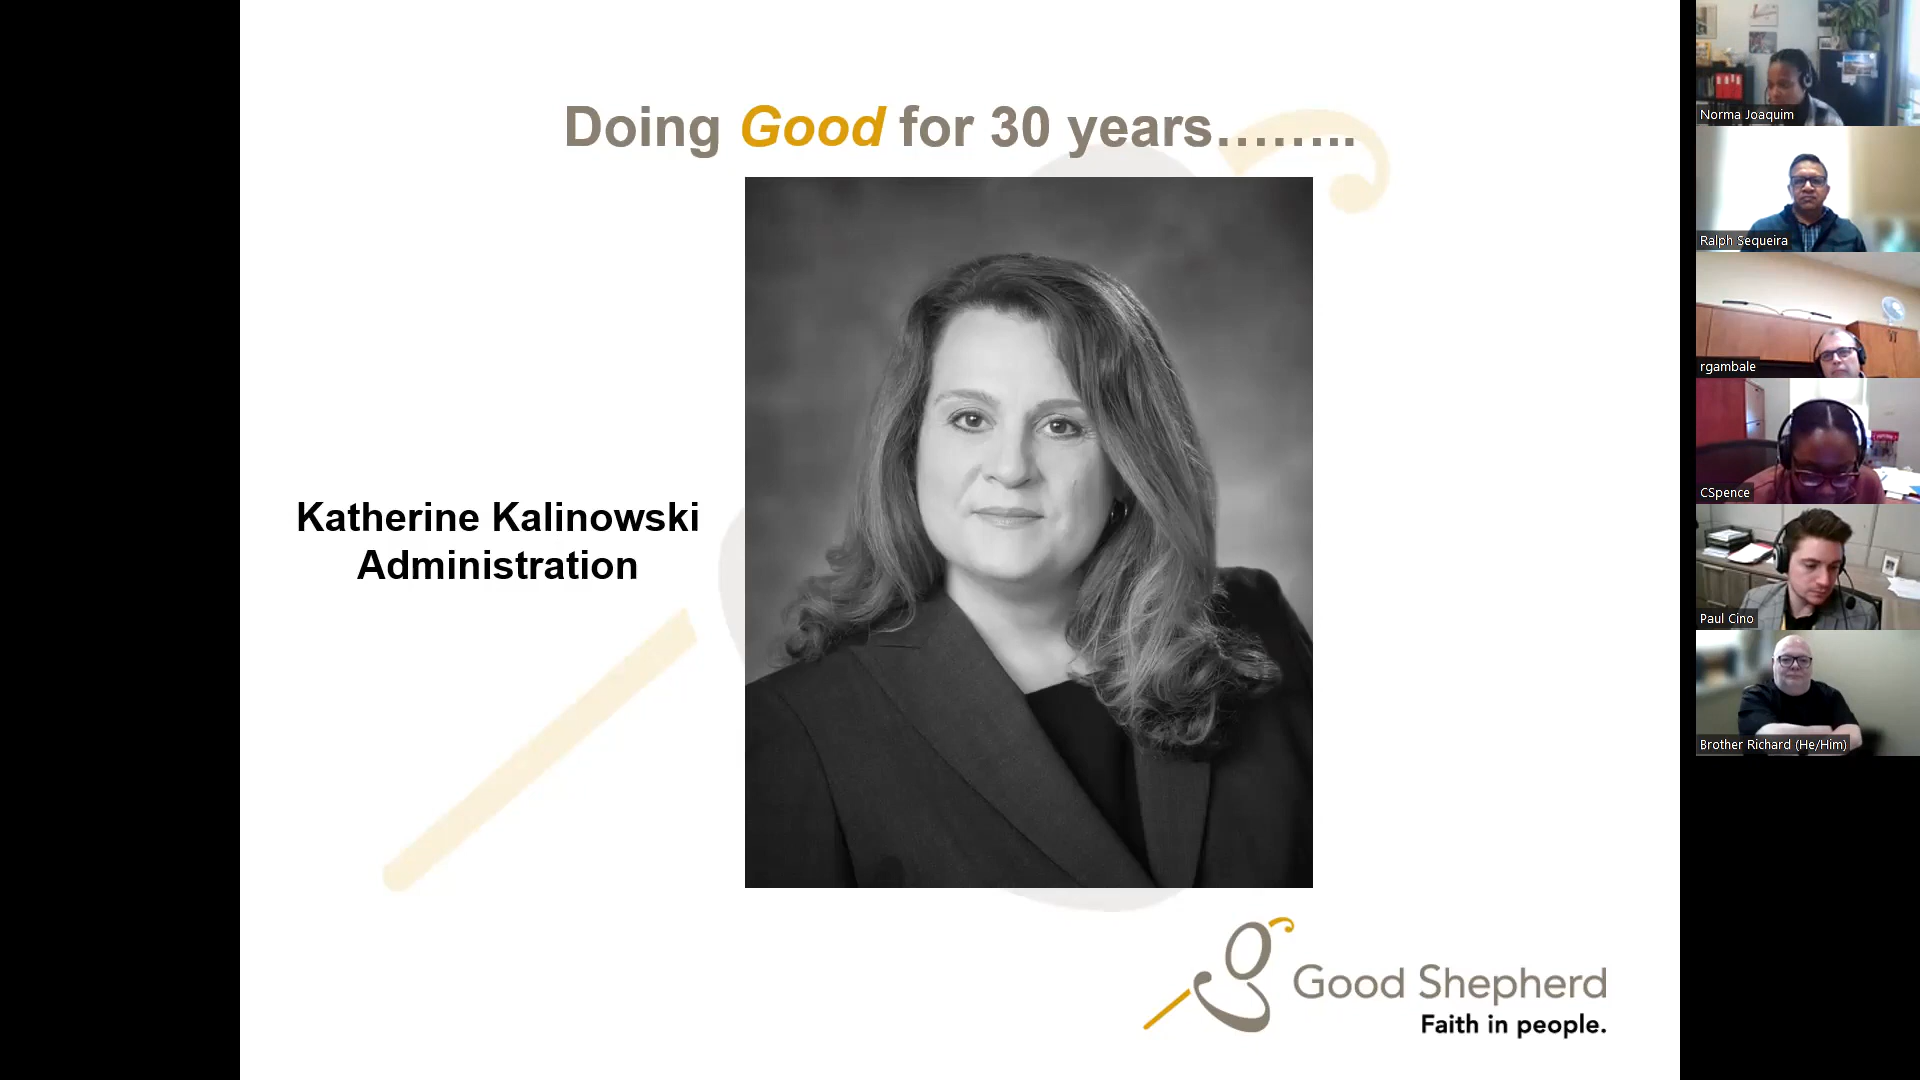 Doing Good for 30 years........
Katherine Kalinowski
Administration
Good Shepherd
Faith in people.
Norma Joaquim
Ralph Sequeira
rgambale
CSpence
Paul Cino
Brother Richard (He/Him)